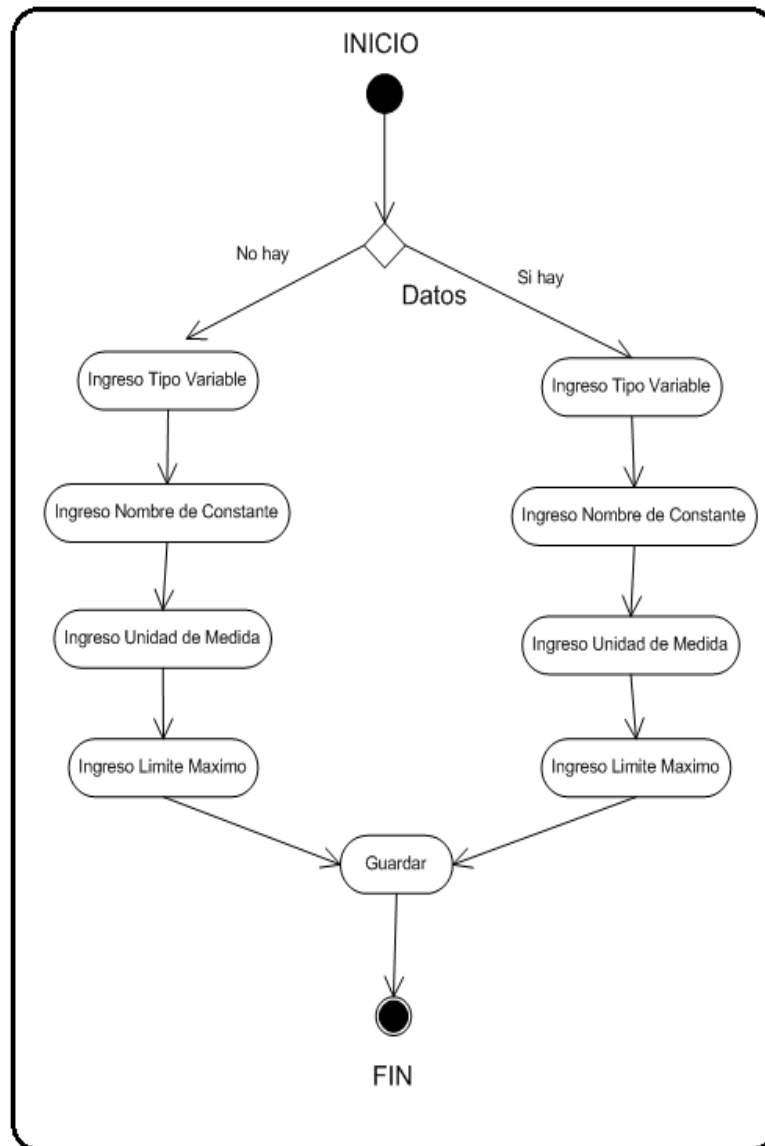 INICIO
No hay
Si hay
Datos
Ingreso Tipo Variable
Ingreso Nombre de Constante
Ingreso Unidad de Medida
Ingreso Limite Maximo
Ingreso Tipo Variable
Ingreso Nombre de Constante
Ingreso Unidad de Medida
Ingreso Limite Maximo
Guardar
FIN